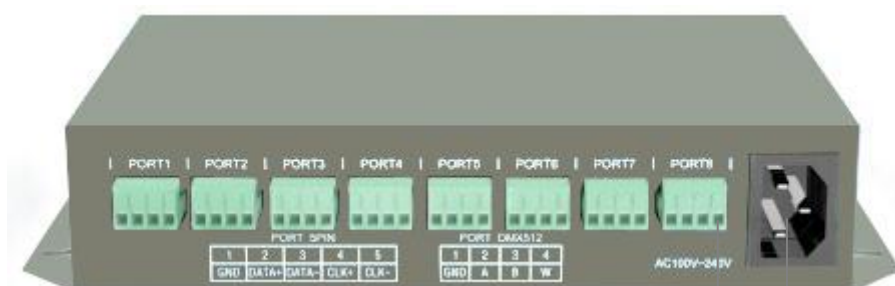 PORT1 PORT2 PORT3 PORT4 PORT5 PORT6 PORT7 PORT8
PORT 5PIN PORT DMX512
1 2 3 4 5 1 2 3 4
GND DATA+ DATA- CLK+ CLK- GND A B W
AC100V-240V